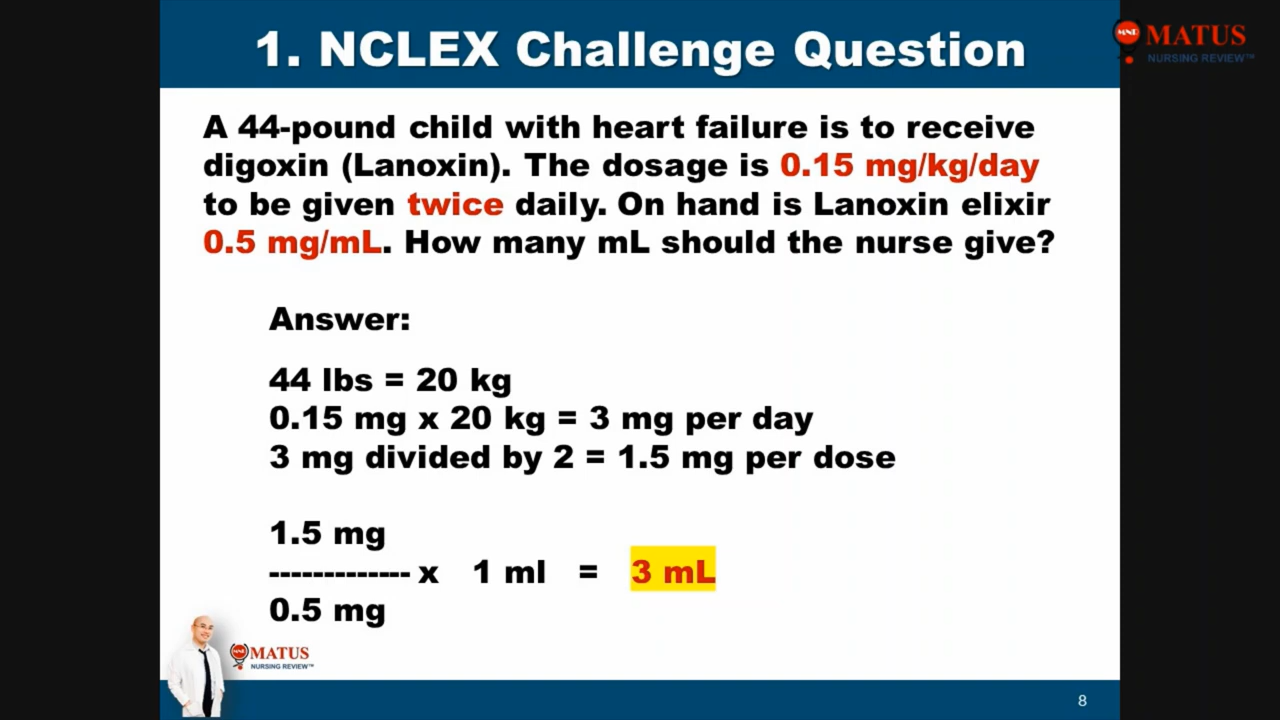 1. NCLEX Challenge Question
MNR MATUS
NURSING REVIEW™
A 44-pound child with heart failure is to receive
digoxin (Lanoxin). The dosage is 0.15 mg/kg/day
to be given twice daily. On hand is Lanoxin elixir
0.5 mg/mL. How many mL should the nurse give?
Answer:
44 lbs = 20 kg
0.15 mg x 20 kg = 3 mg per day
3 mg divided by 2 = 1.5 mg per dose
1.5 mg
------------- x 1 ml = 3 mL
0.5 mg
MNR MATUS
NURSING REVIEW™
8